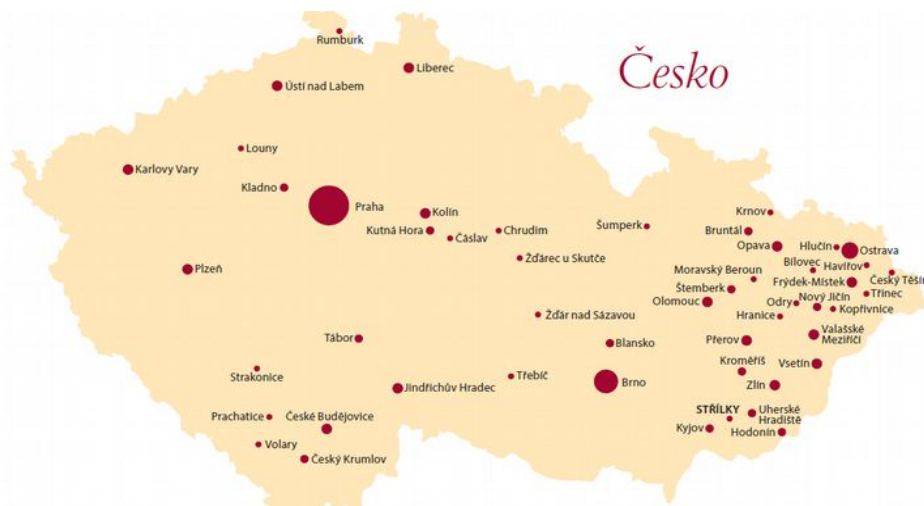 Rumburk
Liberec
Česko
Ústí nad Labem
Louny
Karlovy Vary
Kladno
Praha
Kolín
Krnov
Kutná Hora
Čáslav
Chrudim
Šumperk
Bruntál
Opava
Hlučín
Ostrava
Žďárec u Skutče
Bílovec
Havířov
Plzeň
Moravský Beroun
Frýdek-Místek
Český Těšín
Štemberk
Třinec
Olomouc
Odry
Nový Jičín
Kopřivnice
Žďár nad Sázavou
Hranice
Tábor
Blansko
Přerov
Valašské
Meziříčí
Kroměříš
Vsetín
Strakonice
Třebíč
Brno
Zlín
Jindřichův Hradec
Prachatice
České Budějovice
STŘÍLKY
Uherské
Hradiště
Kyjov
Hodonín
Volary
Český Krumlov